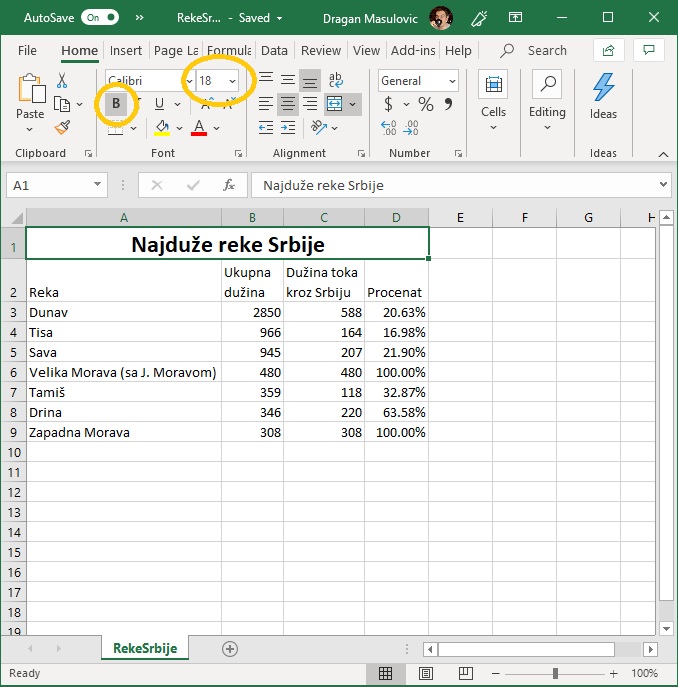 AutoSave On RekeSr... - Saved Dragan Masulovic
File Home Insert Page La Formula Data Review View Add-ins Help Search
Calibri 18 ab General
Paste B U A A $ % Cells Editing Ideas
A
Clipboard Font Alignment Number Ideas
A1 fx Najduže reke Srbije
A B C D E F G H
1 Najduže reke Srbije
2 Reka Ukupna dužina Dužina toka kroz Srbiju Procenat
3 Dunav 2850 588 20.63%
4 Tisa 966 164 16.98%
5 Sava 945 207 21.90%
6 Velika Morava (sa J. Moravom) 480 480 100.00%
7 Tamiš 359 118 32.87%
8 Drina 346 220 63.58%
9 Zapadna Morava 308 308 100.00%
10
11
12
13
14
15
16
17
18
19
RekeSrbije
Ready 100%